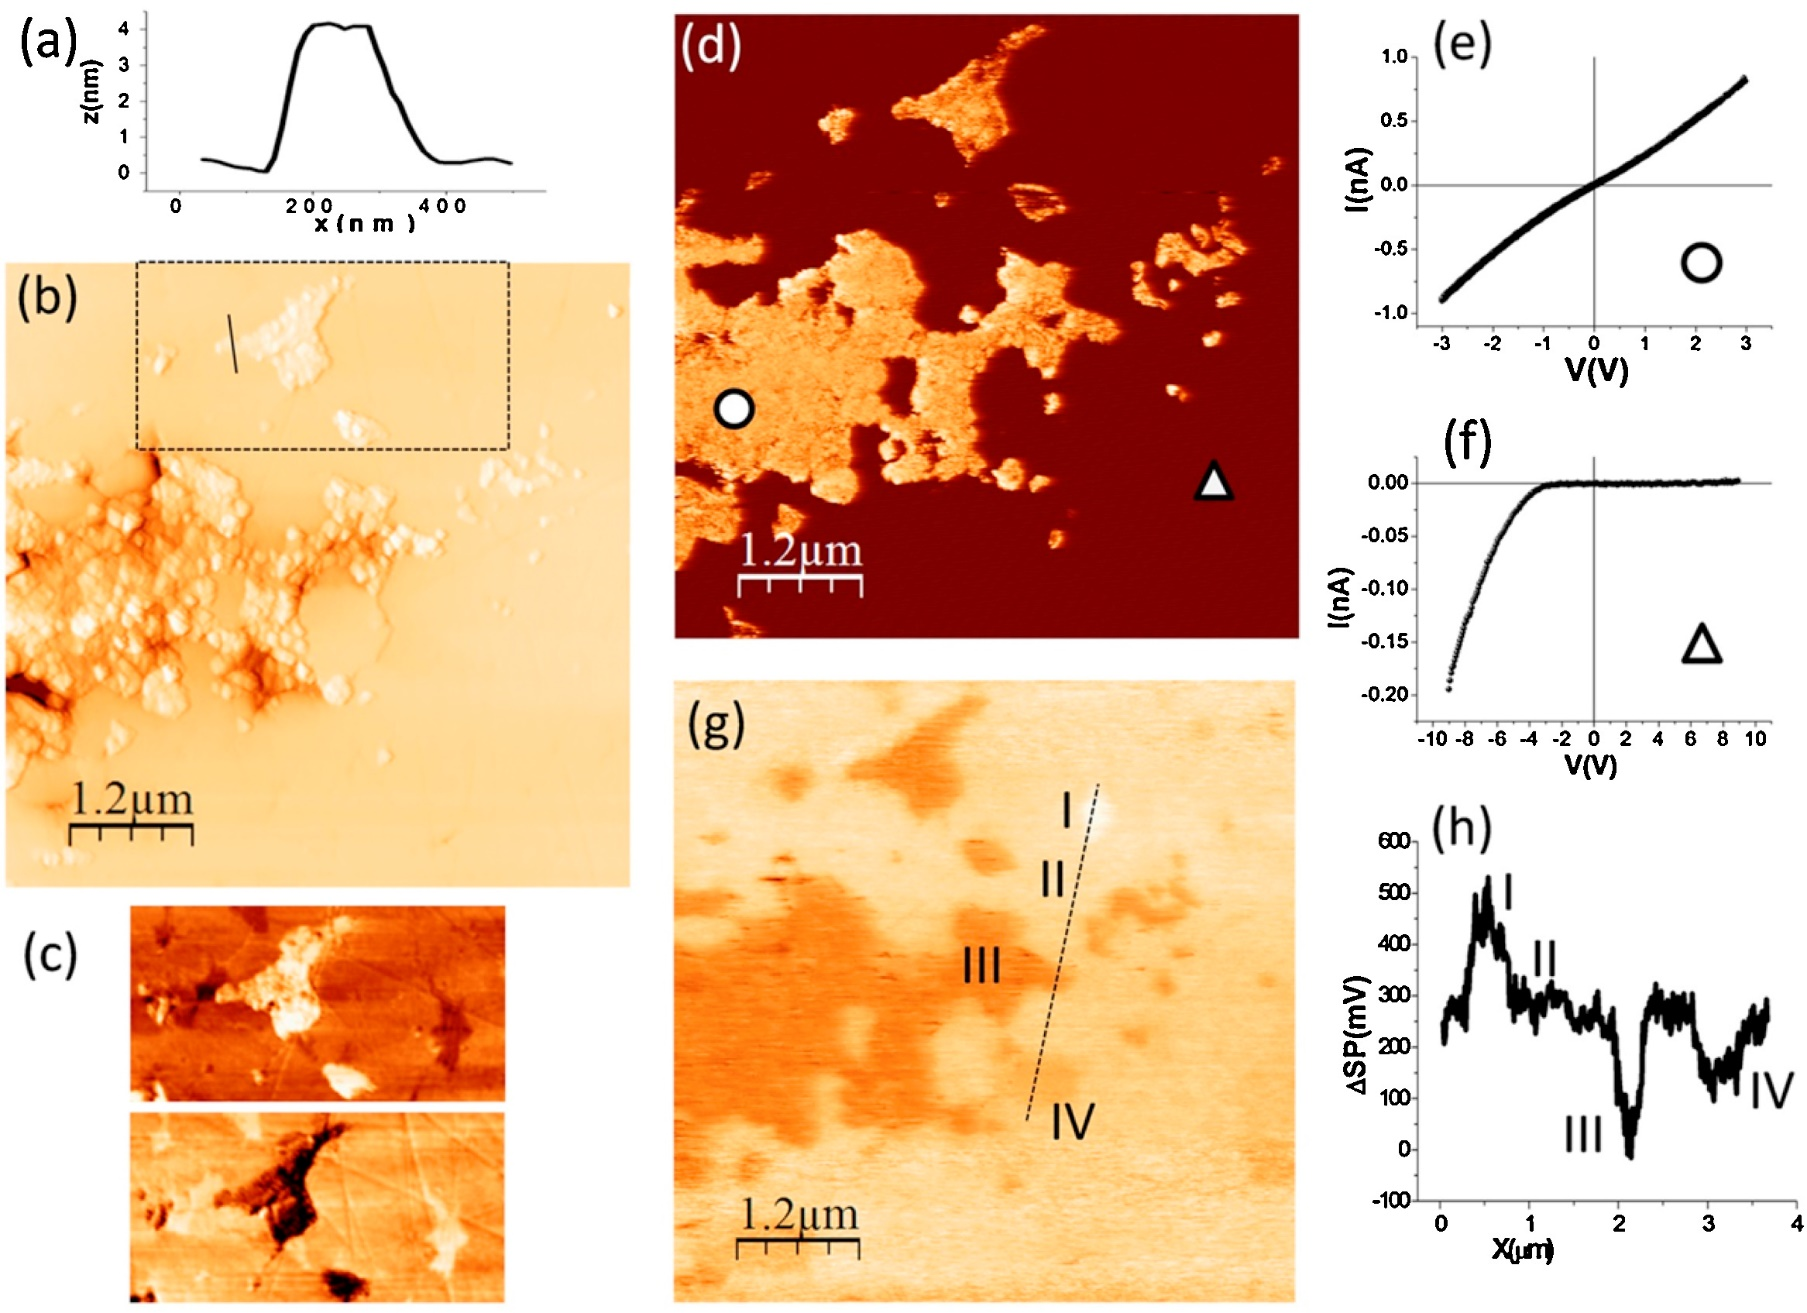 (a)
z(nm)
4
3
2
1
0
0 200 400
x(nm)
(b)
1.2µm
(c)
(d)
1.2µm
(e)
I(nA)
1.0
0.5
0.0
-0.5
-1.0
-3 -2 -1 0 1 2 3
V(V)
(f)
I(nA)
0.00
-0.05
-0.10
-0.15
-0.20
-10 -8 -6 -4 -2 0 2 4 6 8 10
V(V)
(g)
I
II
III
IV
1.2µm
(h)
ΔSP(mV)
600
500
400
300
200
100
0
-100
I
II
III
IV
0 1 2 3 4
X(µm)